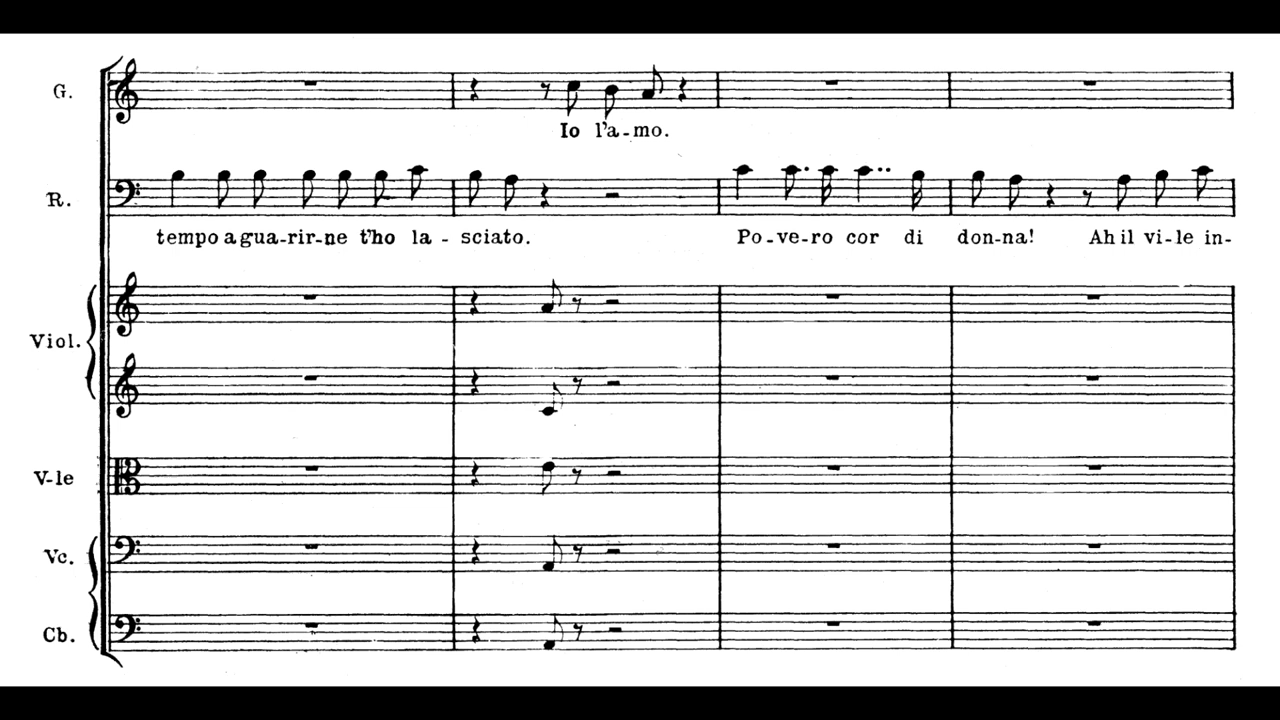 G.
Io l'a-mo.
R.
tempo a gua-rir-ne t'ho la - sciato. Po-ve-ro cor di don-na! Ah il vi-le in-
Viol.
V-le
Vc.
Cb.